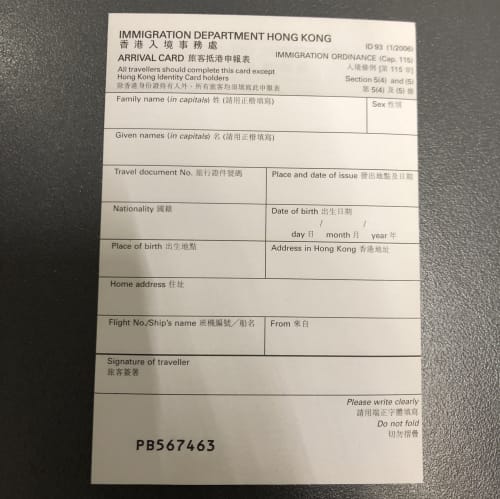 IMMIGRATION DEPARTMENT HONG KONG
香港入境事務處
ID 93 (1/2006)
ARRIVAL CARD 旅客抵港申報表
IMMIGRATION ORDINANCE (Cap. 115)
入境條例 [第 115 章]
All travellers should complete this card except
Hong Kong Identity Card holders
Section 5(4) and (5)
除香港身份證持有人外，所有旅客均須填寫此申報表
第 5(4) 及 (5) 條
Family name (in capitals) 姓 (請用正楷填寫)
Sex 性別
Given names (in capitals) 名 (請用正楷填寫)
Travel document No. 旅行證件號碼
Place and date of issue 發出地點及日期
Nationality 國籍
Date of birth 出生日期
/ /
day 日 month 月 year 年
Place of birth 出生地點
Address in Hong Kong 香港地址
Home address 住址
Flight No./Ship's name 班機編號／船名
From 來自
Signature of traveller
旅客簽署
Please write clearly
請用端正字體填寫
Do not fold
切勿摺疊
PB567463